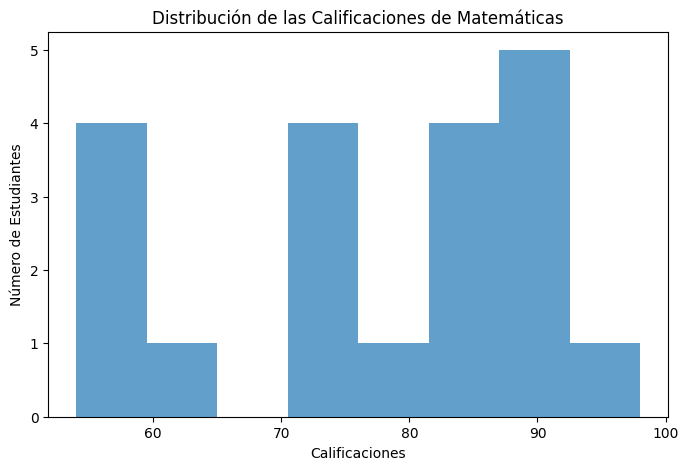 Distribución de las Calificaciones de Matemáticas
Número de Estudiantes
5
4
3
2
1
0
60 70 80 90 100
Calificaciones